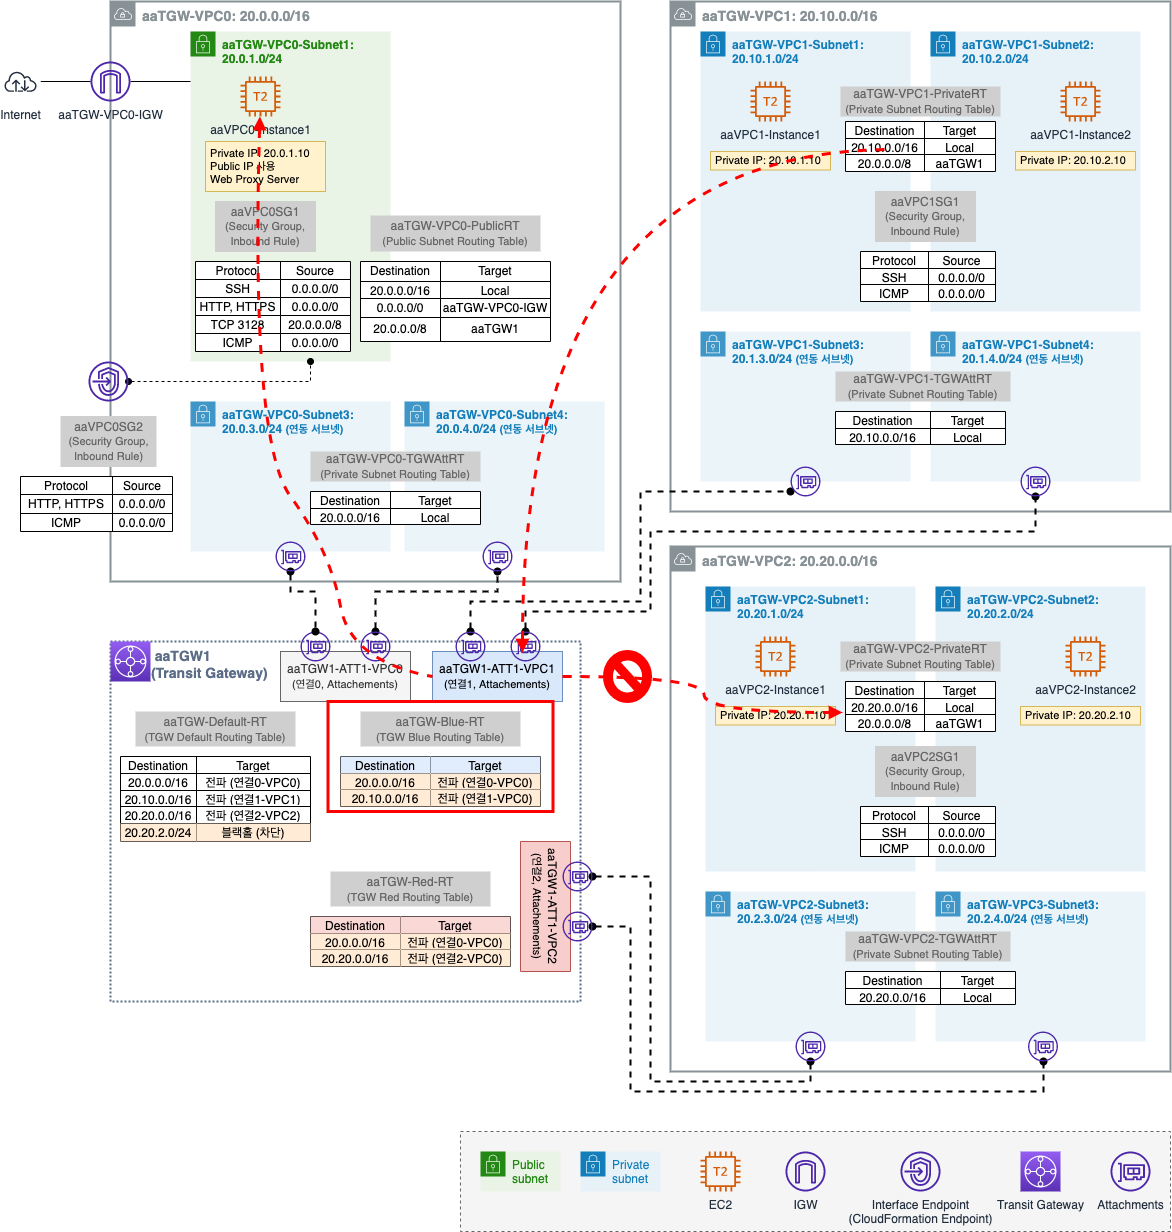 aaTGW-VPC0: 20.0.0.0/16
aaTGW-VPC0-Subnet1:
20.0.1.0/24
T2
Internet
aaTGW-VPC0-IGW
aaVPC0-Instance1
Private IP: 20.0.1.10
Public IP 사용
Web Proxy Server
aaVPC0SG1
(Security Group,
Inbound Rule)
Protocol Source
SSH 0.0.0.0/0
HTTP, HTTPS 0.0.0.0/0
TCP 3128 20.0.0.0/8
ICMP 0.0.0.0/0
aaTGW-VPC0-PublicRT
(Public Subnet Routing Table)
Destination Target
20.0.0.0/16 Local
0.0.0.0/0 aaTGW-VPC0-IGW
20.0.0.0/8 aaTGW1
aaVPC0SG2
(Security Group,
Inbound Rule)
Protocol Source
HTTP, HTTPS 0.0.0.0/0
ICMP 0.0.0.0/0
aaTGW-VPC0-Subnet3:
20.0.3.0/24 (연동 서브넷)
aaTGW-VPC0-Subnet4:
20.0.4.0/24 (연동 서브넷)
aaTGW-VPC0-TGWAttRT
(Private Subnet Routing Table)
Destination Target
20.0.0.0/16 Local
aaTGW-VPC1: 20.10.0.0/16
aaTGW-VPC1-Subnet1:
20.10.1.0/24
aaTGW-VPC1-Subnet2:
20.10.2.0/24
T2
T2
aaVPC1-Instance1
aaVPC1-Instance2
Private IP: 20.10.1.10
Private IP: 20.10.2.10
aaTGW-VPC1-PrivateRT
(Private Subnet Routing Table)
Destination Target
20.10.0.0/16 Local
20.0.0.0/8 aaTGW1
aaVPC1SG1
(Security Group,
Inbound Rule)
Protocol Source
SSH 0.0.0.0/0
ICMP 0.0.0.0/0
aaTGW-VPC1-Subnet3:
20.1.3.0/24 (연동 서브넷)
aaTGW-VPC1-Subnet4:
20.1.4.0/24 (연동 서브넷)
aaTGW-VPC1-TGWAttRT
(Private Subnet Routing Table)
Destination Target
20.10.0.0/16 Local
aaTGW1
(Transit Gateway)
aaTGW1-ATT1-VPC0
(연결0, Attachements)
aaTGW1-ATT1-VPC1
(연결1, Attachements)
aaTGW-Default-RT
(TGW Default Routing Table)
Destination Target
20.0.0.0/16 전파 (연결0-VPC0)
20.10.0.0/16 전파 (연결1-VPC1)
20.20.0.0/16 전파 (연결2-VPC2)
20.20.2.0/24 블랙홀 (차단)
aaTGW-Blue-RT
(TGW Blue Routing Table)
Destination Target
20.0.0.0/16 전파 (연결0-VPC0)
20.10.0.0/16 전파 (연결1-VPC0)
aaTGW-Red-RT
(TGW Red Routing Table)
Destination Target
20.0.0.0/16 전파 (연결0-VPC0)
20.20.0.0/16 전파 (연결2-VPC0)
aaTGW1-ATT1-VPC2
(연결2, Attachements)
aaTGW-VPC2: 20.20.0.0/16
aaTGW-VPC2-Subnet1:
20.20.1.0/24
aaTGW-VPC2-Subnet2:
20.20.2.0/24
T2
T2
aaVPC2-Instance1
aaVPC2-Instance2
Private IP: 20.20.1.10
Private IP: 20.20.2.10
aaTGW-VPC2-PrivateRT
(Private Subnet Routing Table)
Destination Target
20.20.0.0/16 Local
20.0.0.0/8 aaTGW1
aaVPC2SG1
(Security Group,
Inbound Rule)
Protocol Source
SSH 0.0.0.0/0
ICMP 0.0.0.0/0
aaTGW-VPC2-Subnet3:
20.2.3.0/24 (연동 서브넷)
aaTGW-VPC3-Subnet3:
20.2.4.0/24 (연동 서브넷)
aaTGW-VPC2-TGWAttRT
(Private Subnet Routing Table)
Destination Target
20.20.0.0/16 Local
Public
subnet
Private
subnet
T2
EC2
IGW
Interface Endpoint
(CloudFormation Endpoint)
Transit Gateway
Attachments